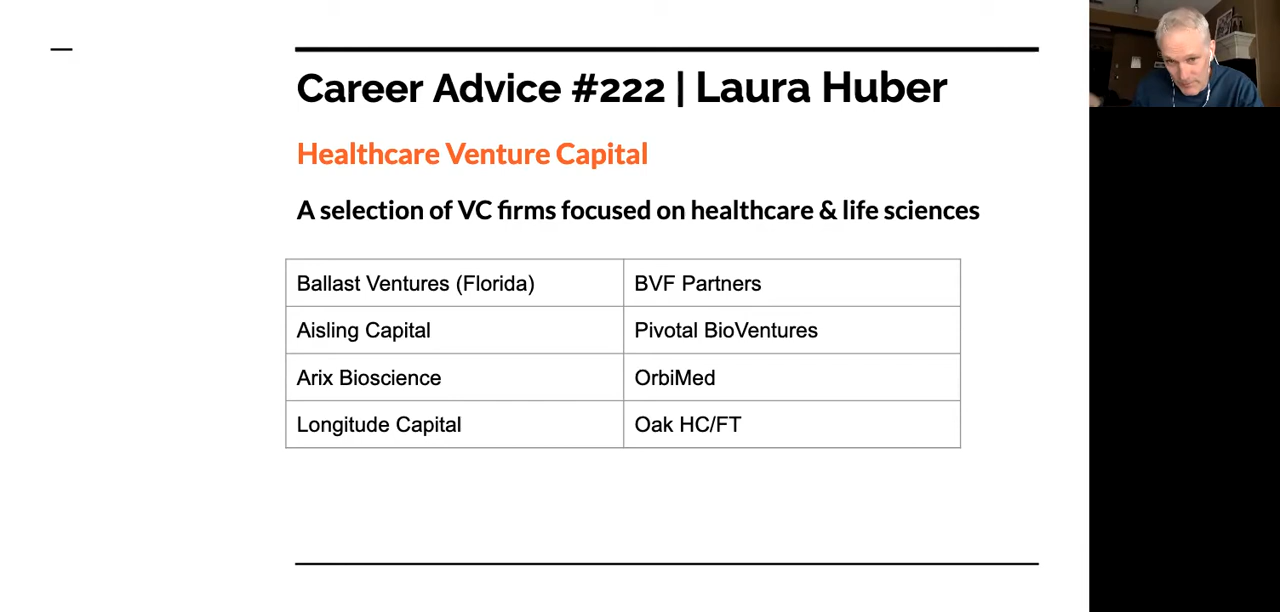 Career Advice #222 | Laura Huber
Healthcare Venture Capital
A selection of VC firms focused on healthcare & life sciences
Ballast Ventures (Florida) BVF Partners
Aisling Capital Pivotal BioVentures
Arix Bioscience OrbiMed
Longitude Capital Oak HC/FT